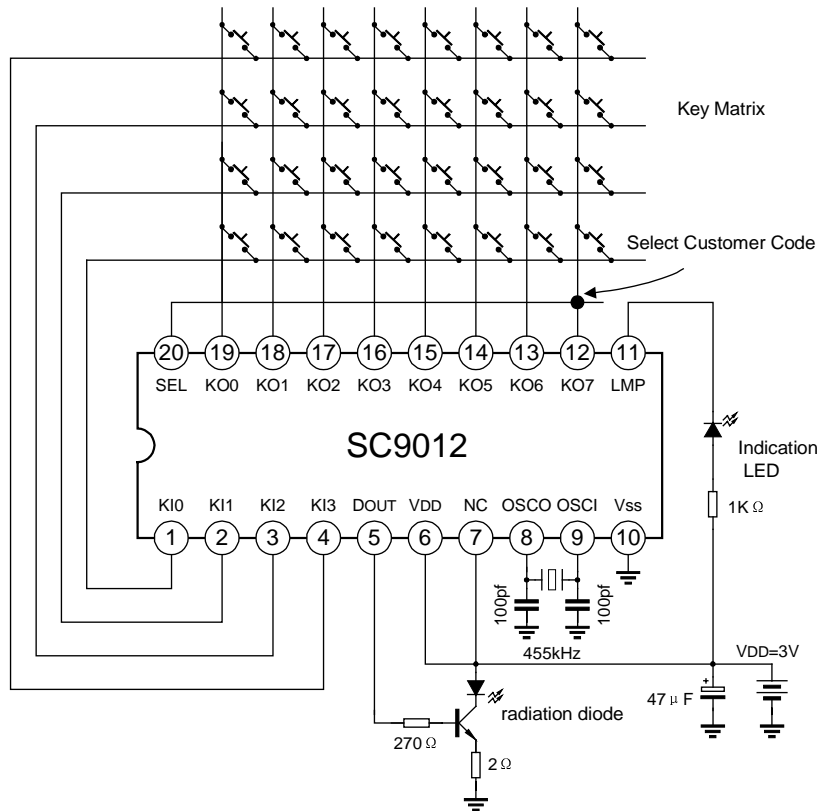 Key Matrix
Select Customer Code
20 19 18 17 16 15 14 13 12 11
SEL KO0 KO1 KO2 KO3 KO4 KO5 KO6 KO7 LMP
SC9012
Indication
LED
KI0 KI1 KI2 KI3 DOUT VDD NC OSCO OSCI Vss
1KΩ
1 2 3 4 5 6 7 8 9 10
100pf 100pf
455kHz
VDD=3V
+
47μF
radiation diode
270Ω
2Ω